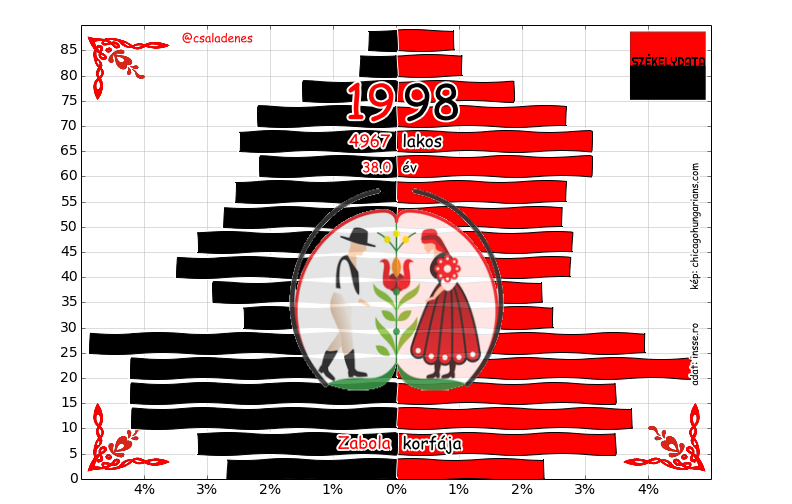 @csaladenes
SZÉKELYDATA
1998
4967 lakos
38.0 év
kép: chicagohungarians.com
adat: insse.ro
Zabola korfája
85
80
75
70
65
60
55
50
45
40
35
30
25
20
15
10
5
0
4% 3% 2% 1% 0% 1% 2% 3% 4%